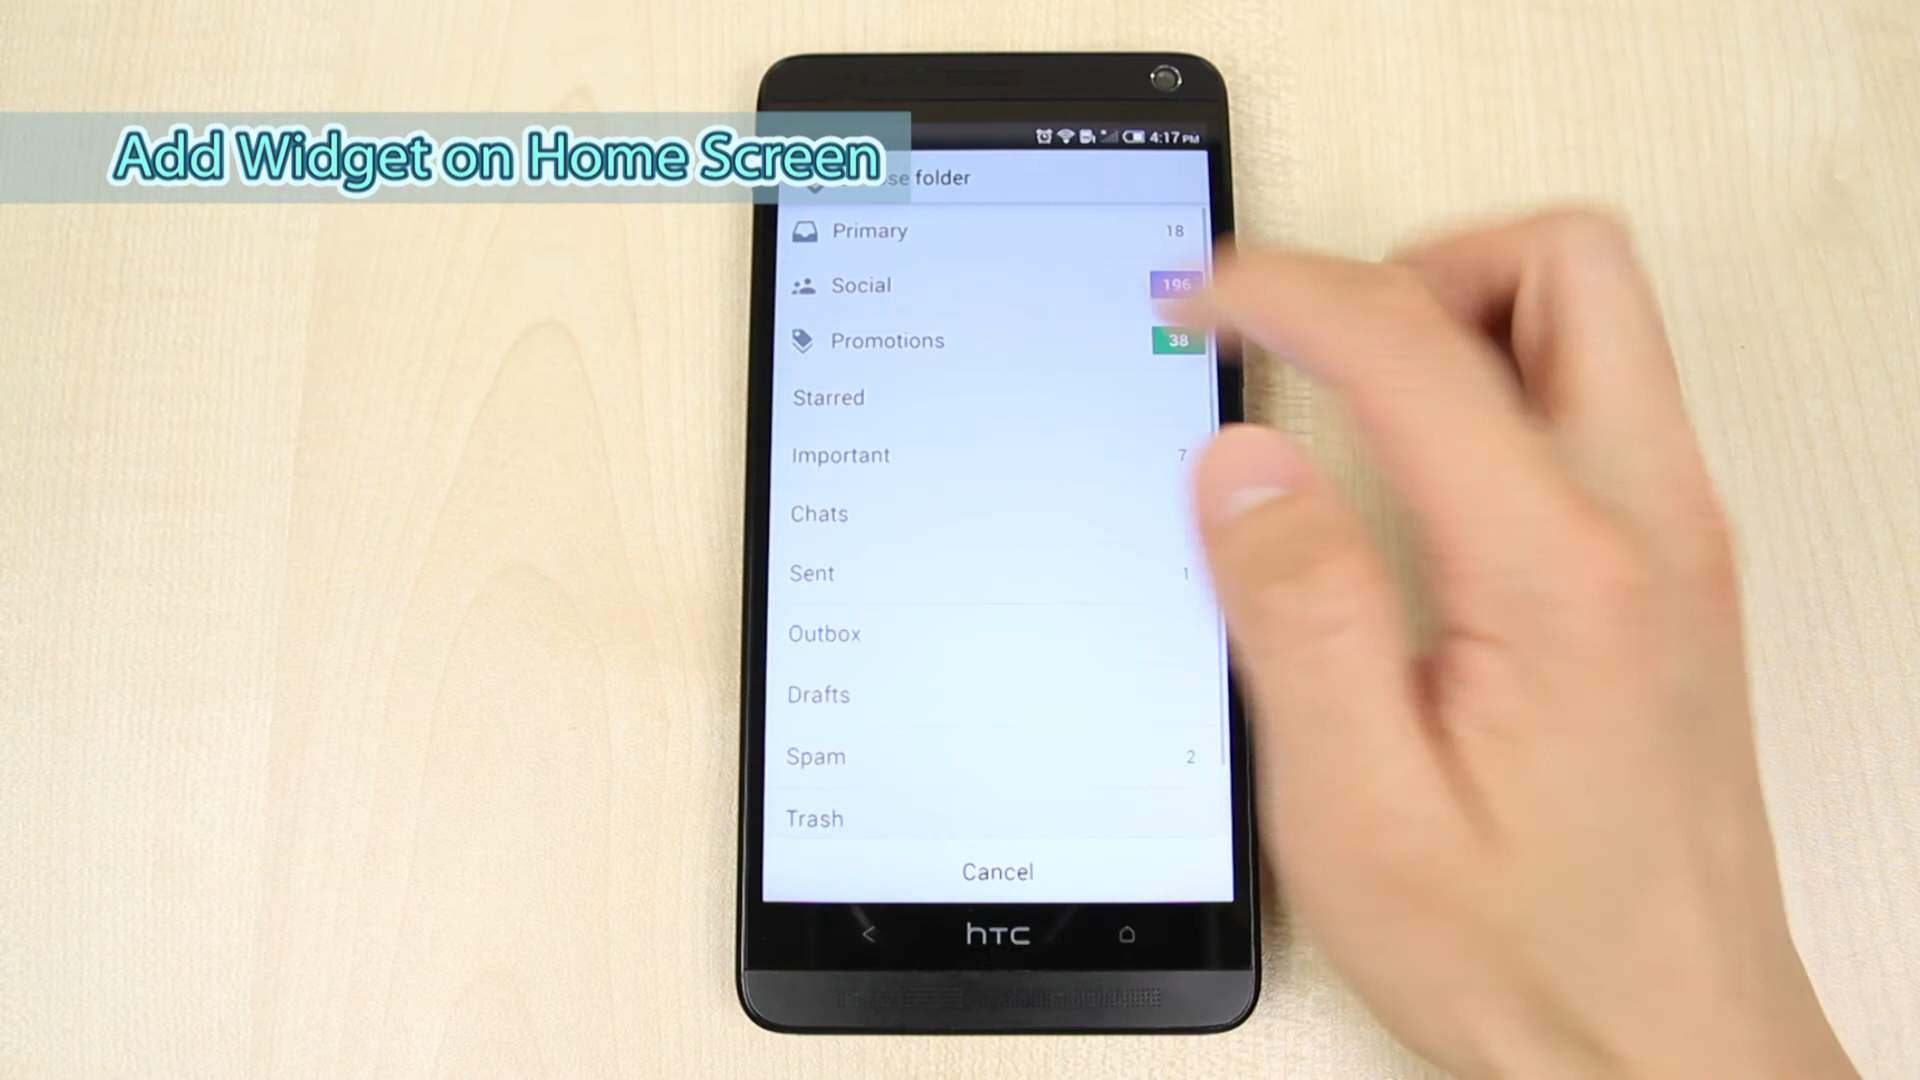 Add Widget on Home Screen
4:17 PM
folder
Primary 18
Social 196
Promotions 38
Starred
Important 7
Chats
Sent 1
Outbox
Drafts
Spam 2
Trash
Cancel
hTC